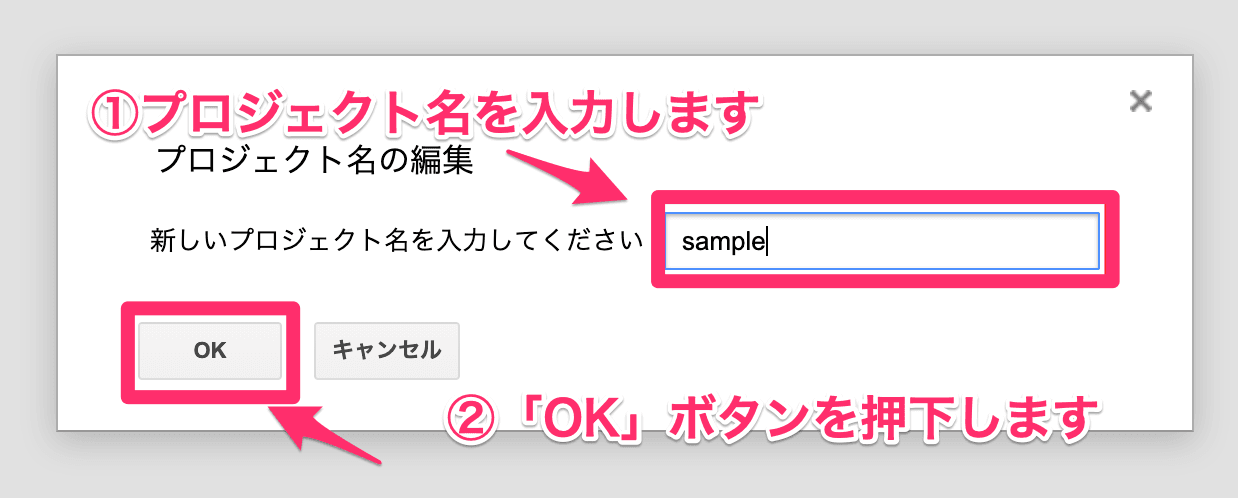 ①プロジェクト名を入力します
プロジェクト名の編集
新しいプロジェクト名を入力してください sample
OK キャンセル
②「OK」ボタンを押下します